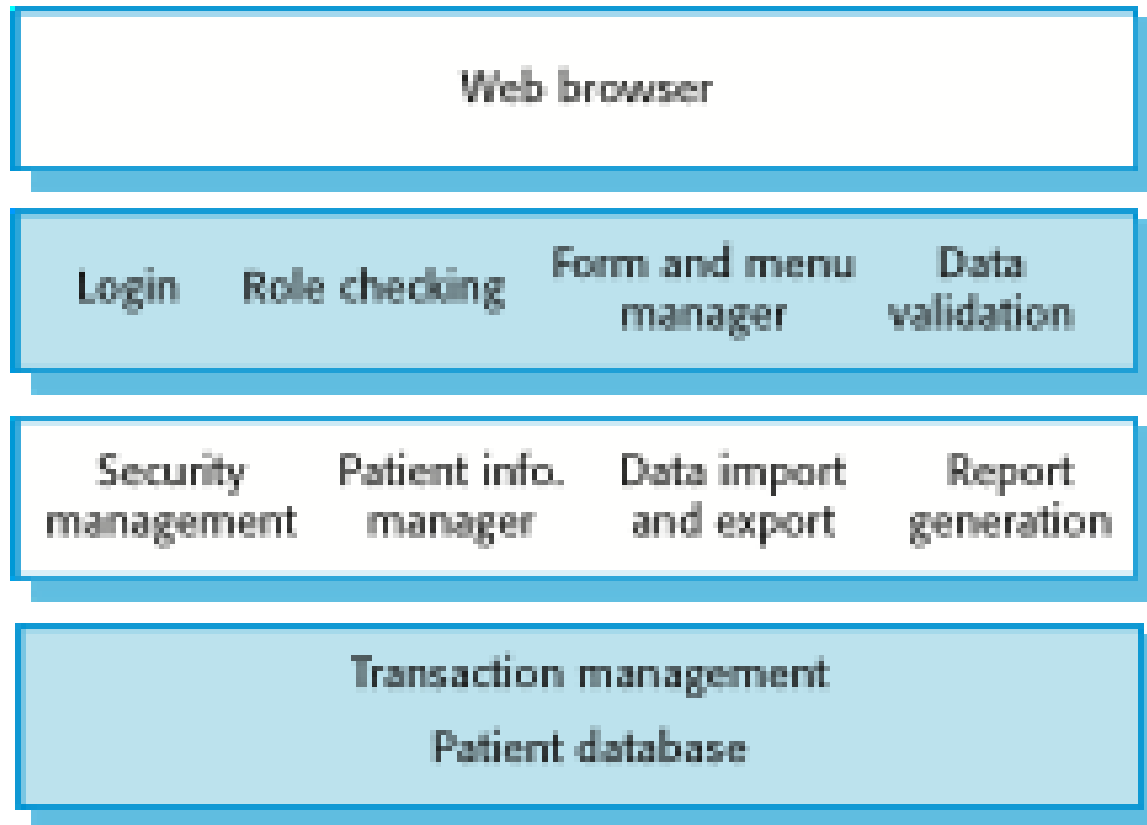 Web browser
Login
Role checking
Form and menu
manager
Data
validation
Security
management
Patient info.
manager
Data import
and export
Report
generation
Transaction management
Patient database